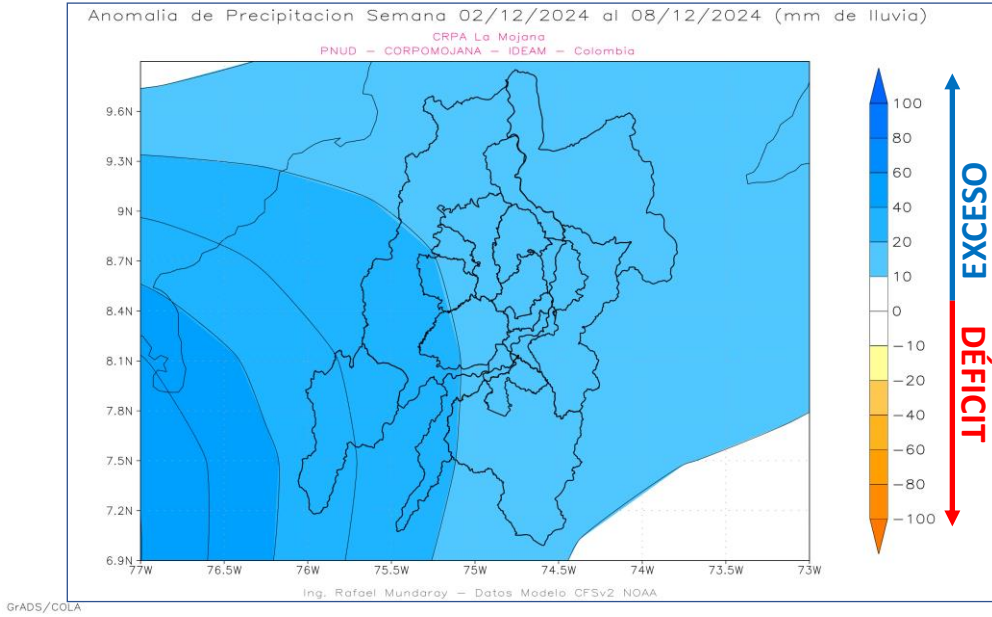 Anomalia de Precipitacion Semana 02/12/2024 al 08/12/2024 (mm de lluvia)
CRPA La Mojana
PNUD – CORPOMOJANA – IDEAM – Colombia
9.6N
9.3N
9N
8.7N
8.4N
8.1N
7.8N
7.5N
7.2N
6.9N
77W
76.5W
76W
75.5W
75W
74.5W
74W
73.5W
73W
100
80
60
40
20
10
0
−10
−20
−40
−60
−80
−100
EXCESO
DÉFICIT
Ing. Rafael Mundaray – Datos Modelo CFSv2 NOAA
GrADS/COLA